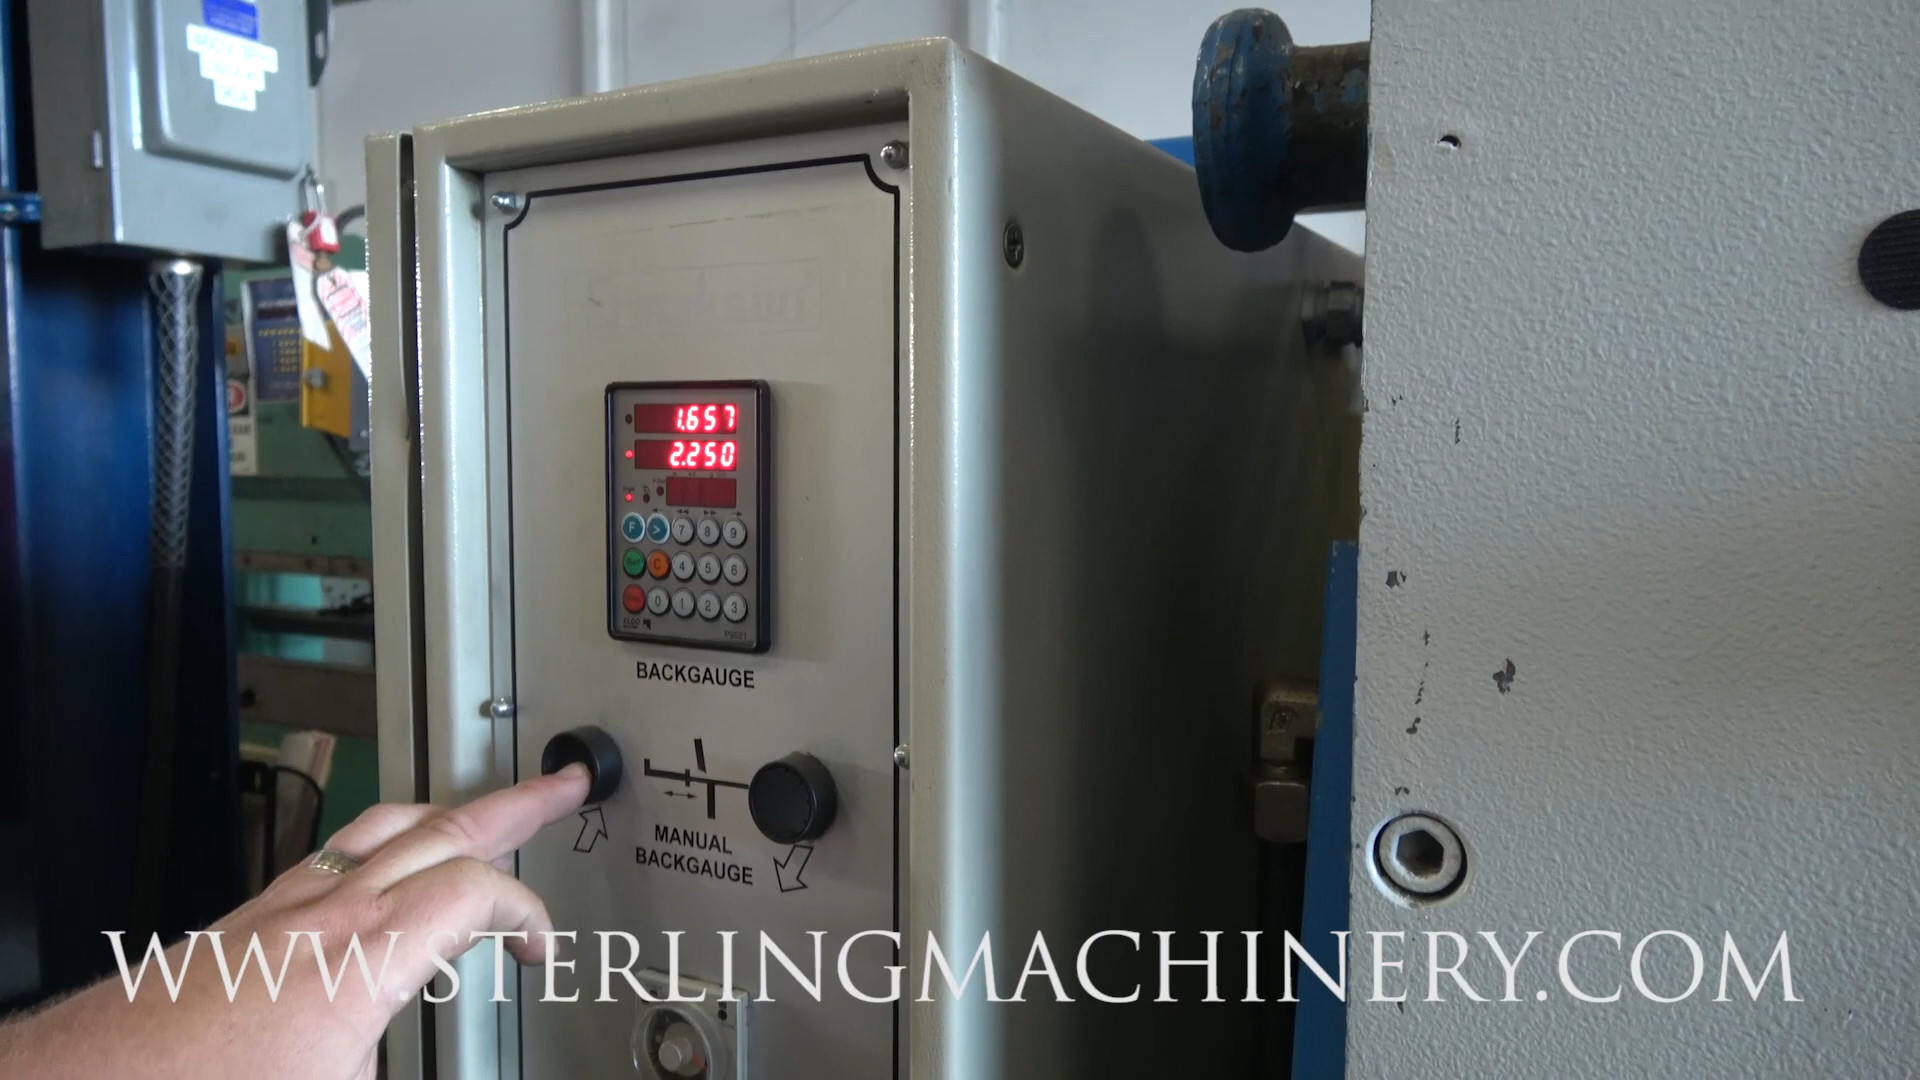 1.657
2.250
F > 7 8 9
Start C 4 5 6
0 1 2 3
ELGO
P9521
BACKGAUGE
MANUAL
BACKGAUGE
WWW.STERLINGMACHINERY.COM